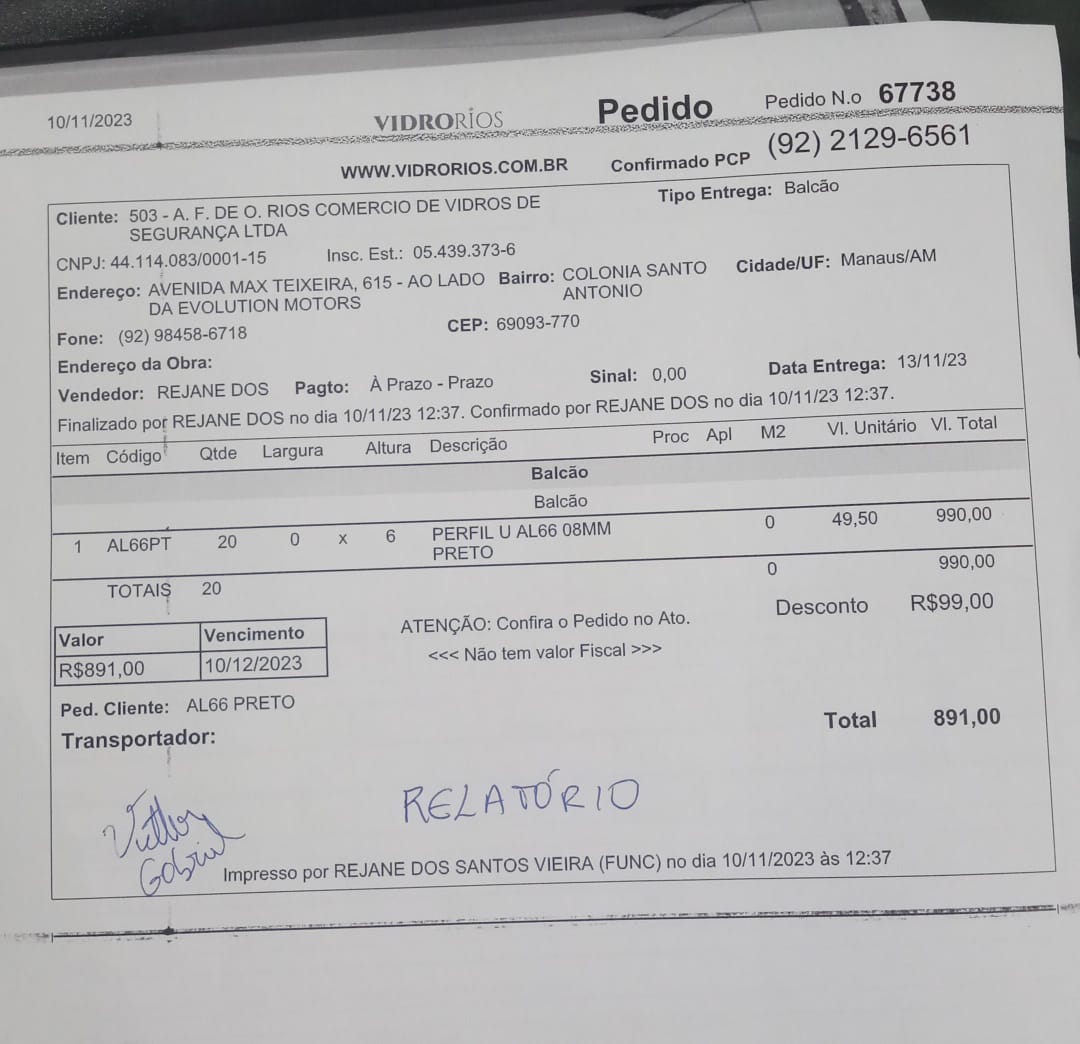 10/11/2023 VIDRORÍOS Pedido Pedido N.o 67738
WWW.VIDRORIOS.COM.BR Confirmado PCP (92) 2129-6561
Cliente: 503 - A. F. DE O. RIOS COMERCIO DE VIDROS DE Tipo Entrega: Balcão
SEGURANÇA LTDA
CNPJ: 44.114.083/0001-15 Insc. Est.: 05.439.373-6
Endereço: AVENIDA MAX TEIXEIRA, 615 - AO LADO Bairro: COLONIA SANTO Cidade/UF: Manaus/AM
DA EVOLUTION MOTORS ANTONIO
Fone: (92) 98458-6718 CEP: 69093-770
Endereço da Obra:
Vendedor: REJANE DOS Pagto: À Prazo - Prazo Sinal: 0,00 Data Entrega: 13/11/23
Finalizado por REJANE DOS no dia 10/11/23 12:37. Confirmado por REJANE DOS no dia 10/11/23 12:37.
Item Código Qtde Largura Altura Descrição Proc Apl M2 Vl. Unitário Vl. Total
Balcão
Balcão
1 AL66PT 20 0 x 6 PERFIL U AL66 08MM 0 49,50 990,00
PRETO
TOTAIS 20 0 990,00
Desconto R$99,00
Valor Vencimento ATENÇÃO: Confira o Pedido no Ato.
R$891,00 10/12/2023 <<< Não tem valor Fiscal >>>
Ped. Cliente: AL66 PRETO
Transportador: Total 891,00
RELATÓRIO
Gabriel
Impresso por REJANE DOS SANTOS VIEIRA (FUNC) no dia 10/11/2023 às 12:37